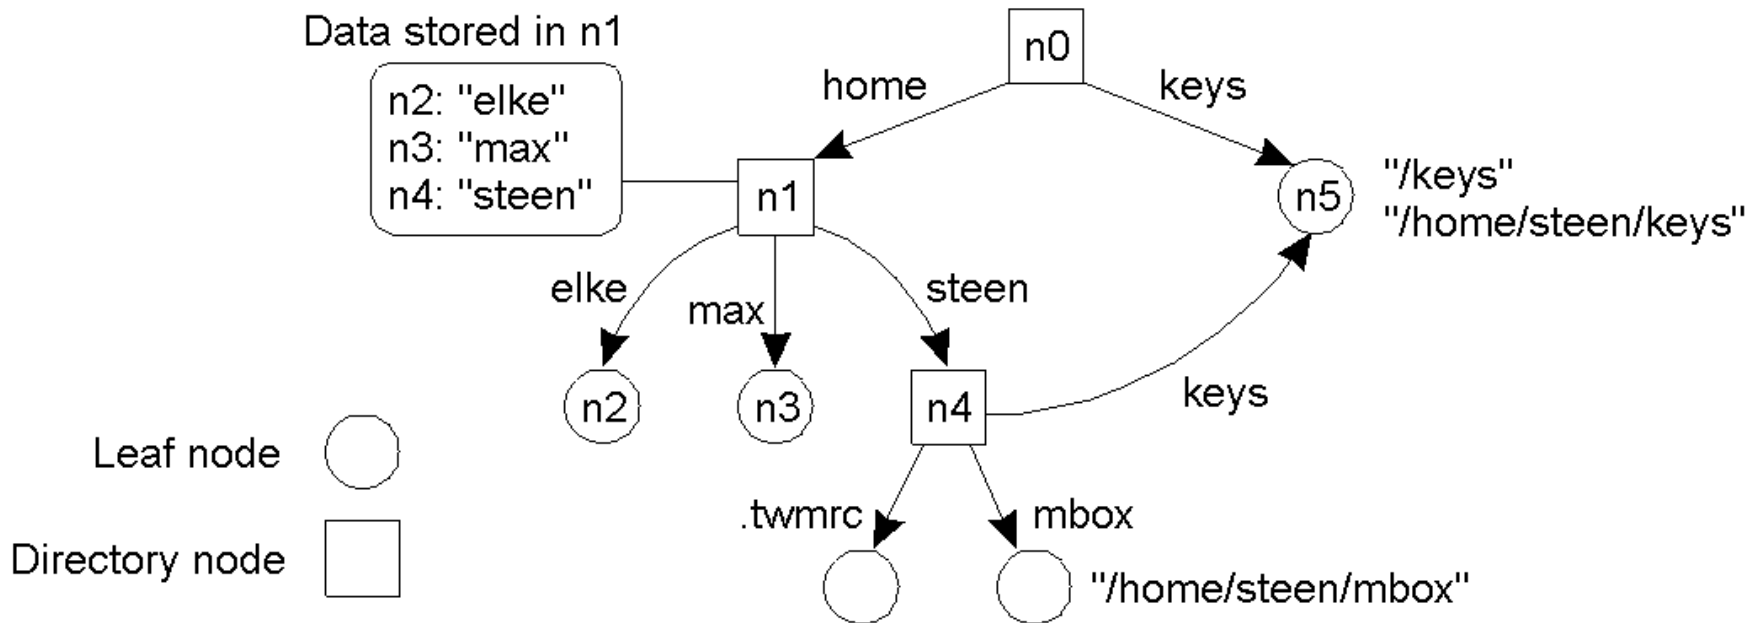 Data stored in n1
n2: "elke"
n3: "max"
n4: "steen"
n0
home
keys
n1
n5
"/keys"
"/home/steen/keys"
elke
max
steen
n2
n3
n4
keys
Leaf node
.twmrc
mbox
Directory node
"/home/steen/mbox"